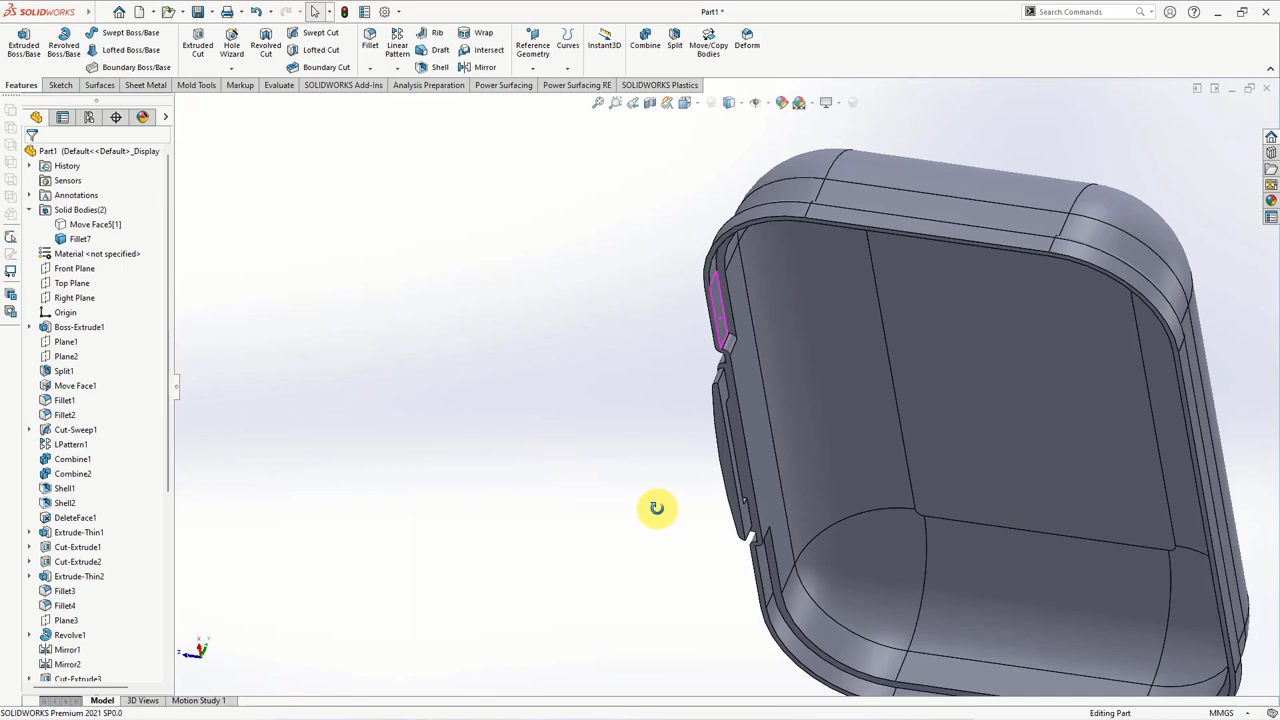 SOLIDWORKS
Part1 *
Search Commands
Extruded Boss/Base
Revolved Boss/Base
Swept Boss/Base
Lofted Boss/Base
Boundary Boss/Base
Extruded Cut
Hole Wizard
Revolved Cut
Swept Cut
Lofted Cut
Boundary Cut
Fillet
Linear Pattern
Rib
Draft
Shell
Wrap
Intersect
Mirror
Reference Geometry
Curves
Instant3D
Combine
Split
Move/Copy Bodies
Deform
Features
Sketch
Surfaces
Sheet Metal
Mold Tools
Markup
Evaluate
SOLIDWORKS Add-Ins
Analysis Preparation
Power Surfacing
Power Surfacing RE
SOLIDWORKS Plastics
Part1 (Default<<Default>_Display
History
Sensors
Annotations
Solid Bodies(2)
Move Face5[1]
Fillet7
Material <not specified>
Front Plane
Top Plane
Right Plane
Origin
Boss-Extrude1
Plane1
Plane2
Split1
Move Face1
Fillet1
Fillet2
Cut-Sweep1
LPattern1
Combine1
Combine2
Shell1
Shell2
DeleteFace1
Extrude-Thin1
Cut-Extrude1
Cut-Extrude2
Extrude-Thin2
Fillet3
Fillet4
Plane3
Revolve1
Mirror1
Mirror2
Cut-Extrude3
X
Y
Z
Model
3D Views
Motion Study 1
SOLIDWORKS Premium 2021 SP0.0
Editing Part
MMGS